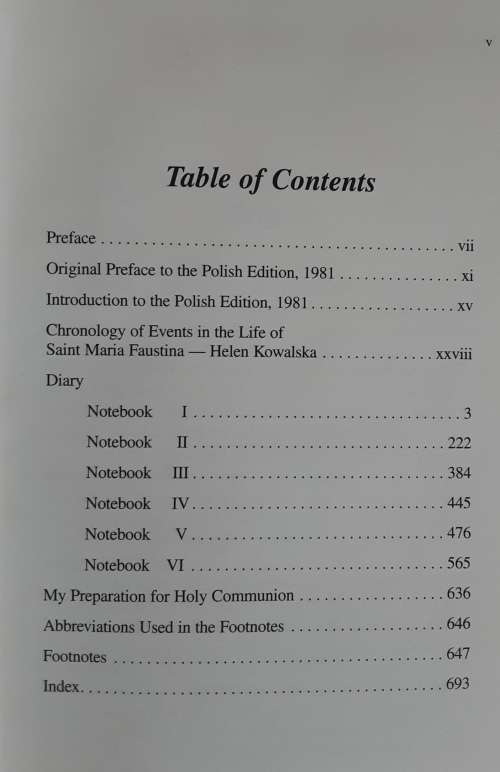 v
Table of Contents
Preface . . . . . . . . . . . . . . . . . . . . . . . . . . . . . . . . . . . . . . . . . . vii
Original Preface to the Polish Edition, 1981 . . . . . . . . . . . . . . xi
Introduction to the Polish Edition, 1981 . . . . . . . . . . . . . . . . . xv
Chronology of Events in the Life of
Saint Maria Faustina — Helen Kowalska . . . . . . . . . . . . . xxviii
Diary
Notebook I . . . . . . . . . . . . . . . . . . . . . . . . . . . . . . . . . 3
Notebook II . . . . . . . . . . . . . . . . . . . . . . . . . . . . . . . 222
Notebook III . . . . . . . . . . . . . . . . . . . . . . . . . . . . . . . 384
Notebook IV . . . . . . . . . . . . . . . . . . . . . . . . . . . . . . . 445
Notebook V . . . . . . . . . . . . . . . . . . . . . . . . . . . . . . . 476
Notebook VI . . . . . . . . . . . . . . . . . . . . . . . . . . . . . . . 565
My Preparation for Holy Communion . . . . . . . . . . . . . . . . . . 636
Abbreviations Used in the Footnotes . . . . . . . . . . . . . . . . . . . 646
Footnotes . . . . . . . . . . . . . . . . . . . . . . . . . . . . . . . . . . . . . . . . 647
Index. . . . . . . . . . . . . . . . . . . . . . . . . . . . . . . . . . . . . . . . . . . . 693